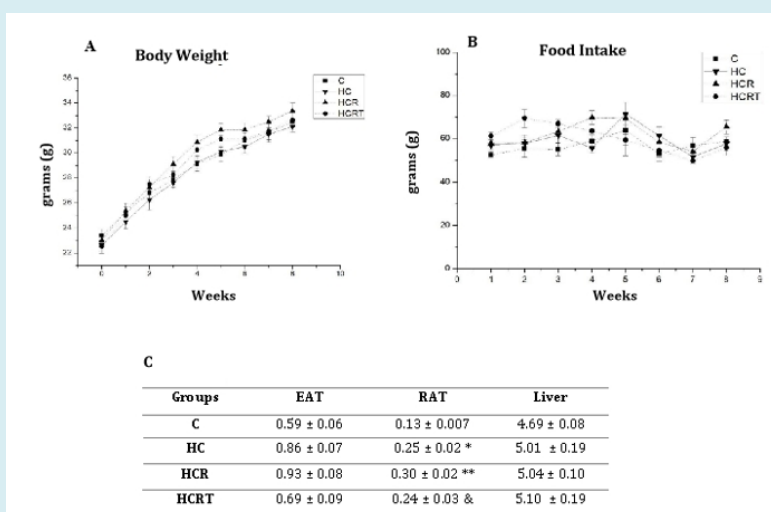 A
Body Weight
C
HC
HCR
HCRT
36
34
32
30
28
26
24
22
grams (g)
0 2 4 6 8 10
Weeks
B
Food Intake
C
HC
HCR
HCRT
100
80
60
40
20
0
grams (g)
1 2 3 4 5 6 7 8 9
Weeks
C
Groups EAT RAT Liver
C 0.59 ± 0.06 0.13 ± 0.007 4.69 ± 0.08
HC 0.86 ± 0.07 0.25 ± 0.02 * 5.01 ± 0.19
HCR 0.93 ± 0.08 0.30 ± 0.02 ** 5.04 ± 0.10
HCRT 0.69 ± 0.09 0.24 ± 0.03 & 5.10 ± 0.19